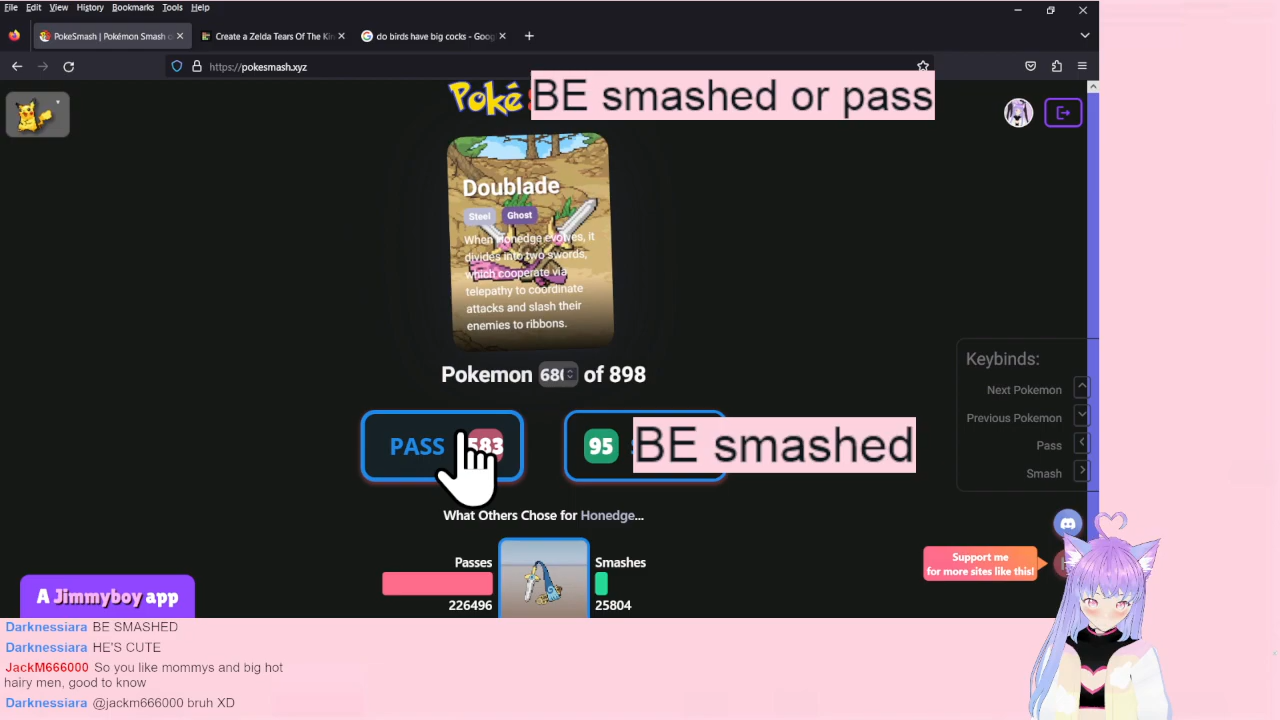 File Edit View History Bookmarks Tools Help
PokeSmash | Pokémon Smash o
Create a Zelda Tears Of The Kin
do birds have big cocks - Goog
https://pokesmash.xyz
Poké
BE smashed or pass
Doublade
Steel Ghost
When Honedge evolves, it
divides into two swords,
which cooperate via
telepathy to coordinate
attacks and slash their
enemies to ribbons.
Pokemon 680 of 898
PASS 583
95 BE smashed
Keybinds:
Next Pokemon
Previous Pokemon
Pass
Smash
What Others Chose for Honedge...
Passes
226496
Smashes
25804
Support me
for more sites like this!
A Jimmyboy app
Darknessiara BE SMASHED
Darknessiara HE'S CUTE
JackM666000 So you like mommys and big hot
hairy men, good to know
Darknessiara @jackm666000 bruh XD